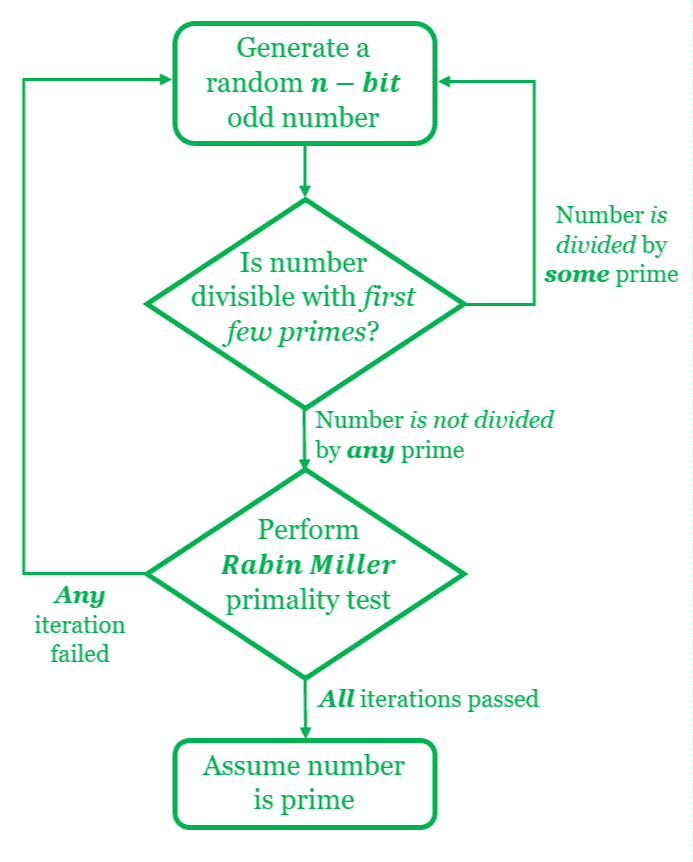 Generate a
random n – bit
odd number
Number is
divided by
some prime
Is number
divisible with first
few primes?
Number is not divided
by any prime
Perform
Rabin Miller
primality test
Any
iteration
failed
All iterations passed
Assume number
is prime